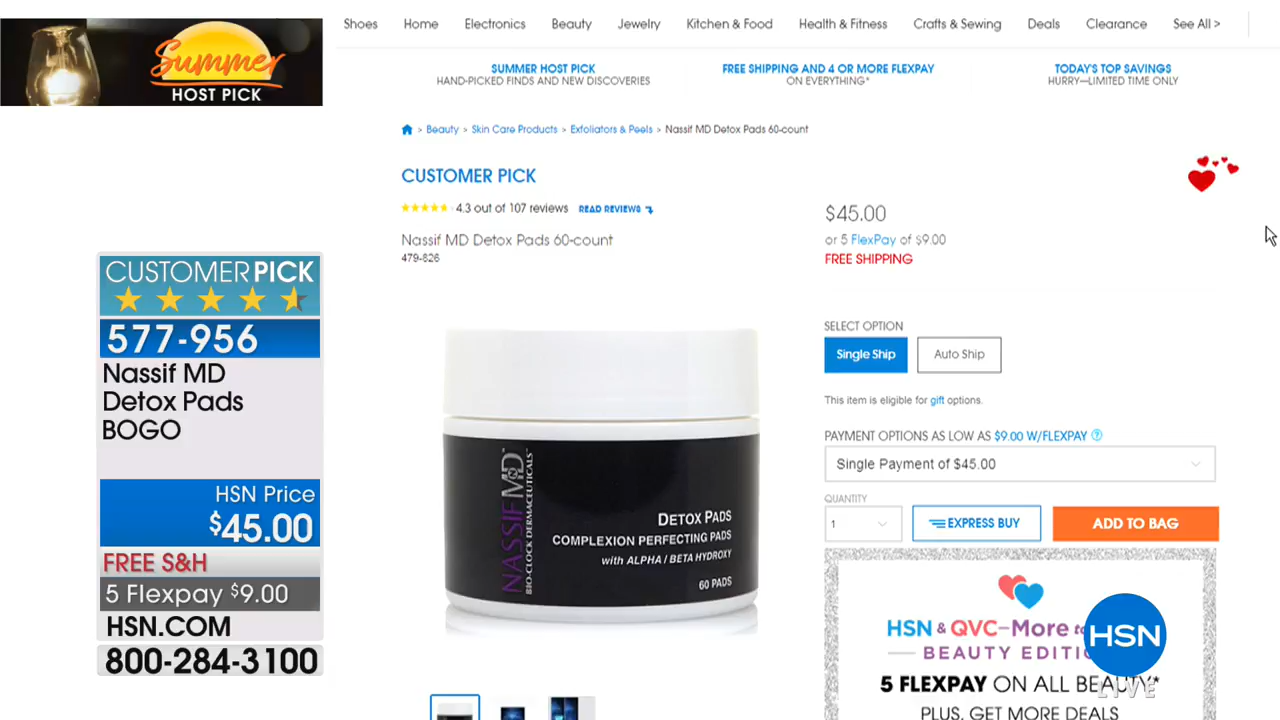 Summer
HOST PICK
Shoes Home Electronics Beauty Jewelry Kitchen & Food Health & Fitness Crafts & Sewing Deals Clearance See All >
SUMMER HOST PICK
HAND-PICKED FINDS AND NEW DISCOVERIES
FREE SHIPPING AND 4 OR MORE FLEXPAY
ON EVERYTHING*
TODAY'S TOP SAVINGS
HURRY—LIMITED TIME ONLY
> Beauty > Skin Care Products > Exfoliators & Peels > Nassif MD Detox Pads 60-count
CUSTOMER PICK
4.3 out of 107 reviews READ REVIEWS
Nassif MD Detox Pads 60-count
479-826
$45.00
or 5 FlexPay of $9.00
FREE SHIPPING
SELECT OPTION
Single Ship Auto Ship
This item is eligible for gift options.
PAYMENT OPTIONS AS LOW AS $9.00 W/FLEXPAY ?
Single Payment of $45.00
QUANTITY
1
EXPRESS BUY
ADD TO BAG
CUSTOMER PICK
577-956
Nassif MD
Detox Pads
BOGO
HSN Price
$45.00
FREE S&H
5 Flexpay $9.00
HSN.COM
800-284-3100
NASSIF MD
BIO-CLOCK DERMACEUTICALS™
DETOX PADS
COMPLEXION PERFECTING PADS
with ALPHA / BETA HYDROXY
60 PADS
HSN & QVC—More to
BEAUTY EDITI
5 FLEXPAY ON ALL BEAUTY*
PLUS, GET MORE DEALS
HSN
LIVE